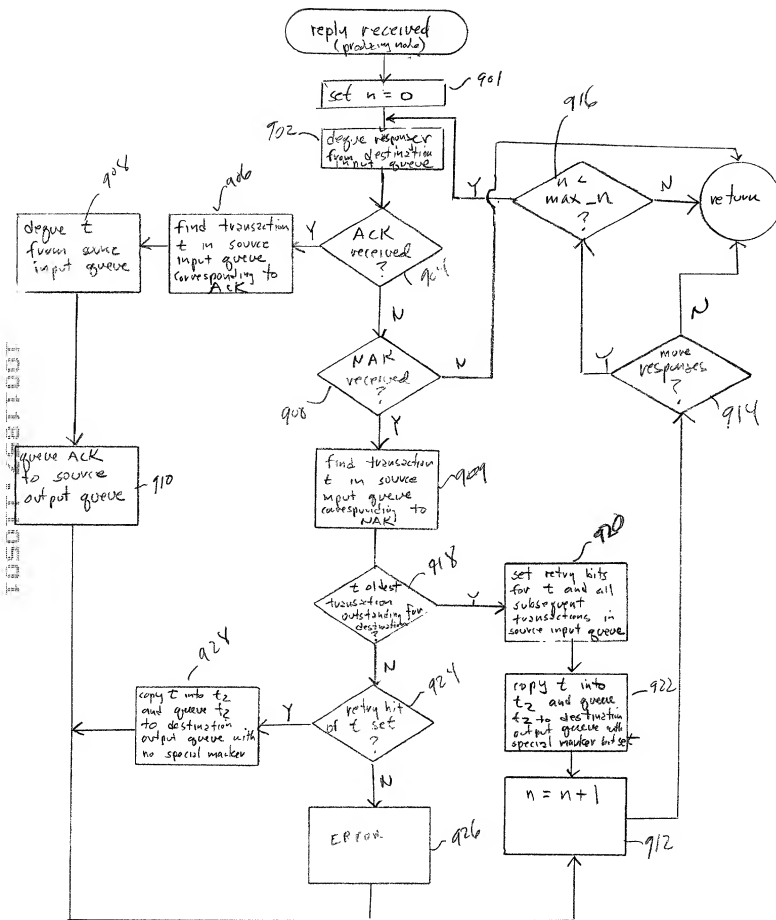 reply received
(producing node)
set n = 0
901
902
deque response r
from destination
input queue
916
n <
max_n
?
Y
N
return
908
deque t
from source
input queue
906
find transaction
t in source
input queue
corresponding to
ACK
Y
ACK
received
?
904
N
NAK
received
?
N
900
Y
more
responses
?
Y
N
914
queue ACK
to source
output queue
910
find transaction
t in source
input queue
corresponding to
NAK
909
t oldest
transaction
outstanding for
destination
?
918
Y
N
920
set retry bits
for t and all
subsequent
transactions in
source input queue
928
copy t into t2
and queue t2
to destination
output queue with
no special marker
Y
retry bit
of t set
?
924
N
copy t into
t2 and queue
t2 to destination
output queue with
special marker bit set
922
ERROR
926
n = n + 1
912